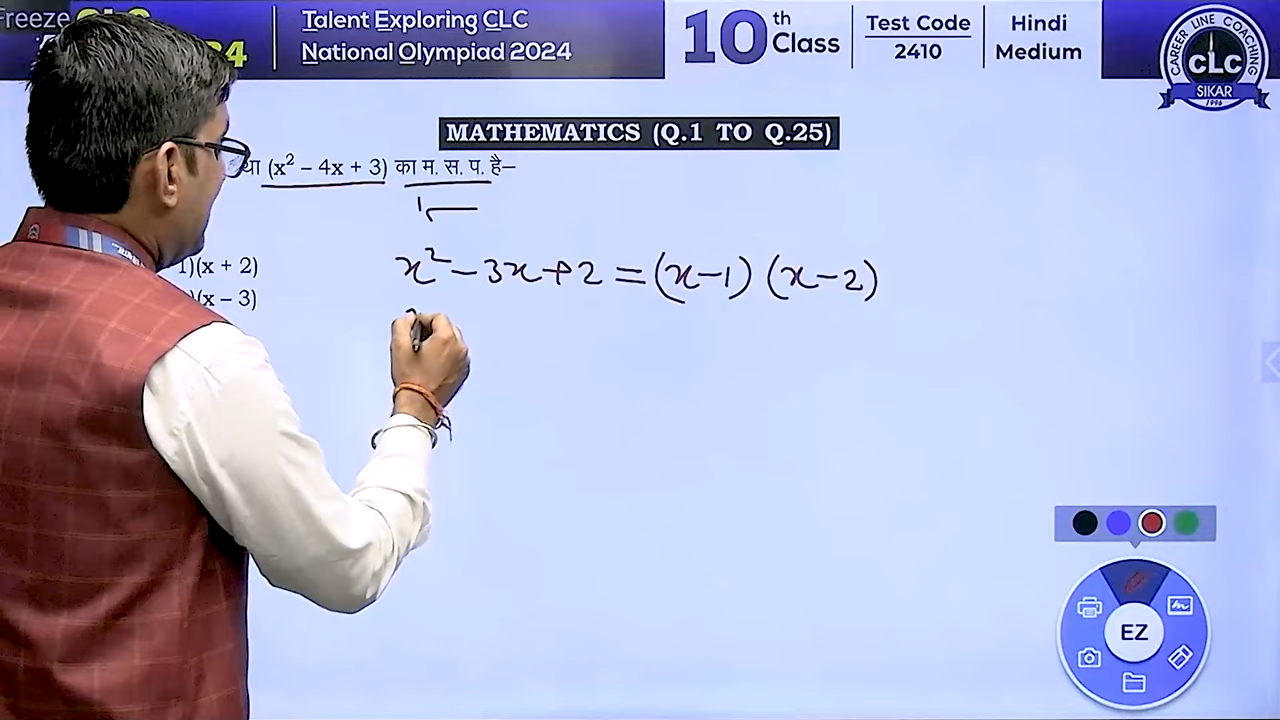 Freeze
Talent Exploring CLC
National Olympiad 2024
10th Class
Test Code
2410
Hindi
Medium
CAREER LINE COACHING
CLC
SIKAR
1996
MATHEMATICS (Q.1 TO Q.25)
(x² – 4x + 3) का म. स. प. है–
x² – 3x + 2 = (x – 1) (x – 2)
1)(x + 2)
)(x – 3)
EZ